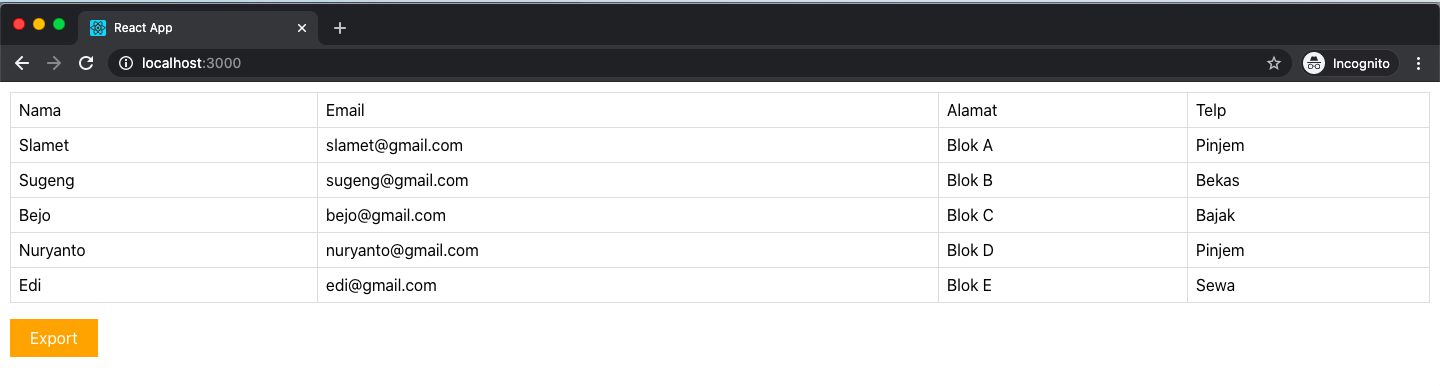 React App
localhost:3000
Incognito
Nama Email Alamat Telp
Slamet slamet@gmail.com Blok A Pinjem
Sugeng sugeng@gmail.com Blok B Bekas
Bejo bejo@gmail.com Blok C Bajak
Nuryanto nuryanto@gmail.com Blok D Pinjem
Edi edi@gmail.com Blok E Sewa
Export